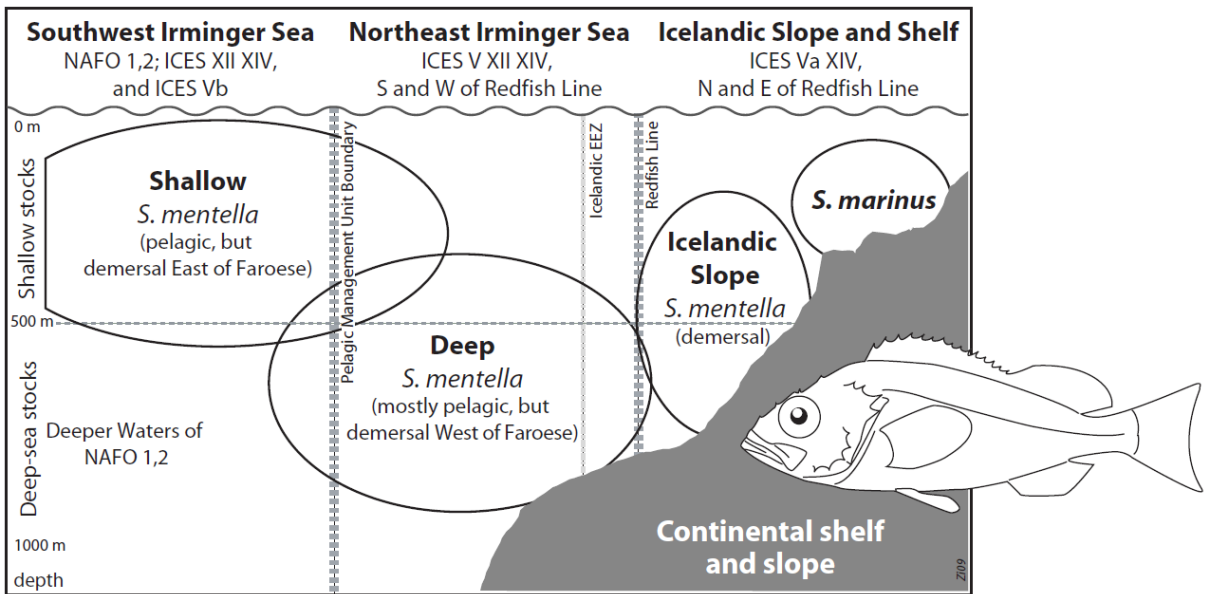 Southwest Irminger Sea
NAFO 1,2; ICES XII XIV,
and ICES Vb
Northeast Irminger Sea
ICES V XII XIV,
S and W of Redfish Line
Icelandic Slope and Shelf
ICES Va XIV,
N and E of Redfish Line
0 m
Shallow stocks
500 m
Deep-sea stocks
1000 m
depth
Shallow
S. mentella
(pelagic, but
demersal East of Faroese)
Deeper Waters of
NAFO 1,2
Pelagic Management Unit Boundary
Deep
S. mentella
(mostly pelagic, but
demersal West of Faroese)
Icelandic EEZ
Redfish Line
Icelandic
Slope
S. mentella
(demersal)
S. marinus
Continental shelf
and slope
Zi09